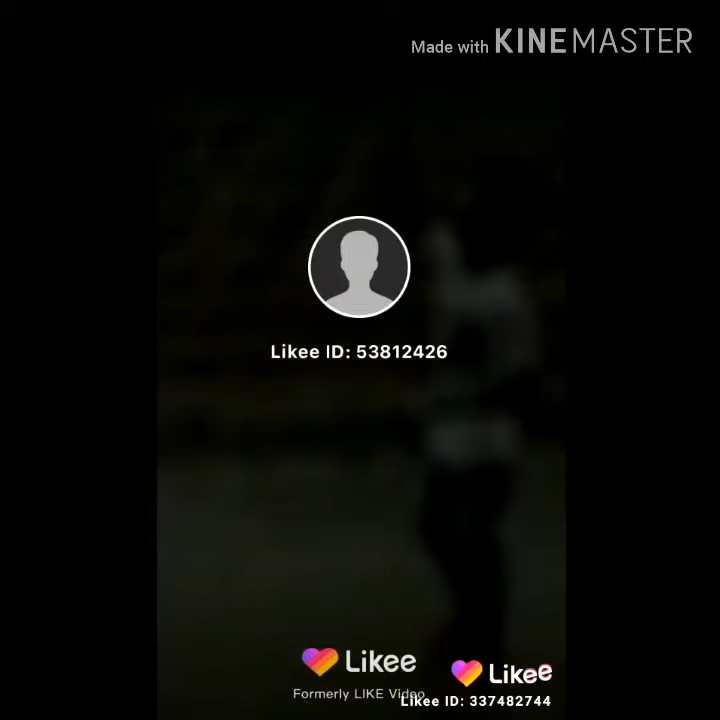 Made with KINEMASTER
Likee ID: 53812426
Likee
Formerly LIKE Video
Likee
Likee ID: 337482744